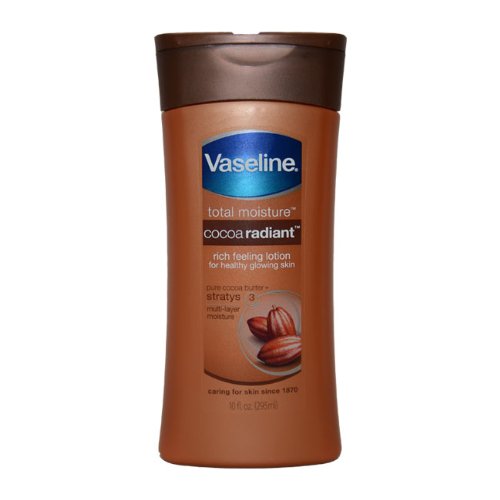 Vaseline.
total moisture™
cocoa radiant™
rich feeling lotion
for healthy glowing skin
pure cocoa butter +
stratys 3
multi-layer
moisture
caring for skin since 1870
10 fl. oz. (295ml)